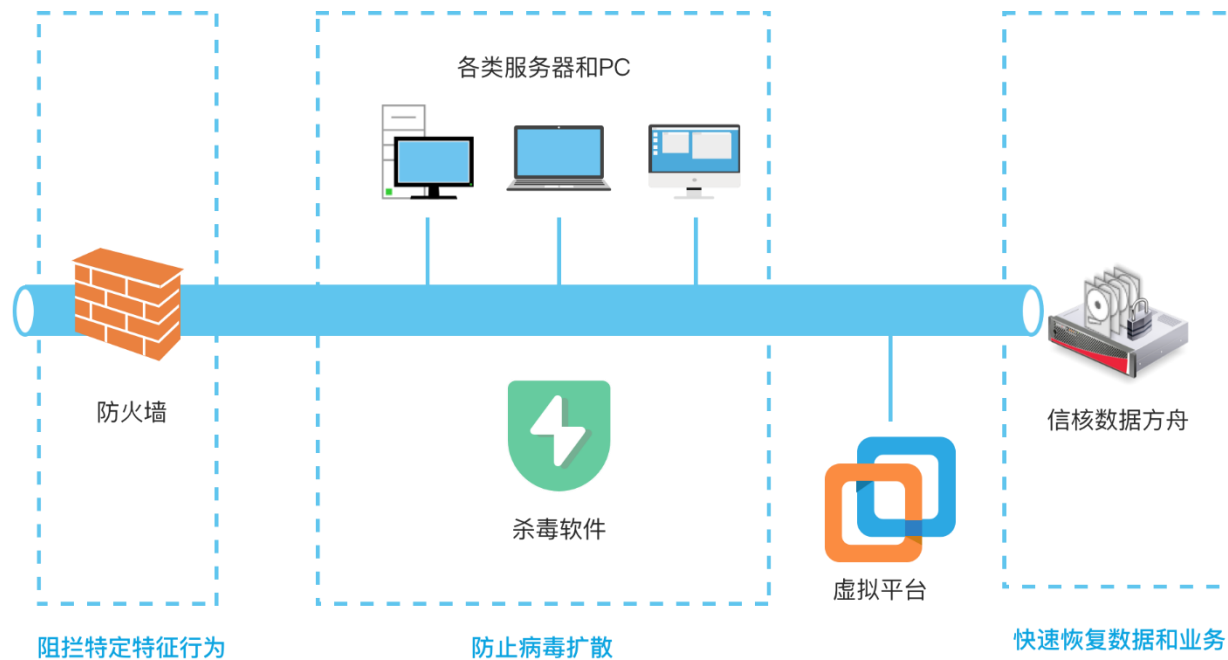 各类服务器和PC
防火墙
信核数据方舟
杀毒软件
虚拟平台
阻拦特定特征行为
防止病毒扩散
快速恢复数据和业务